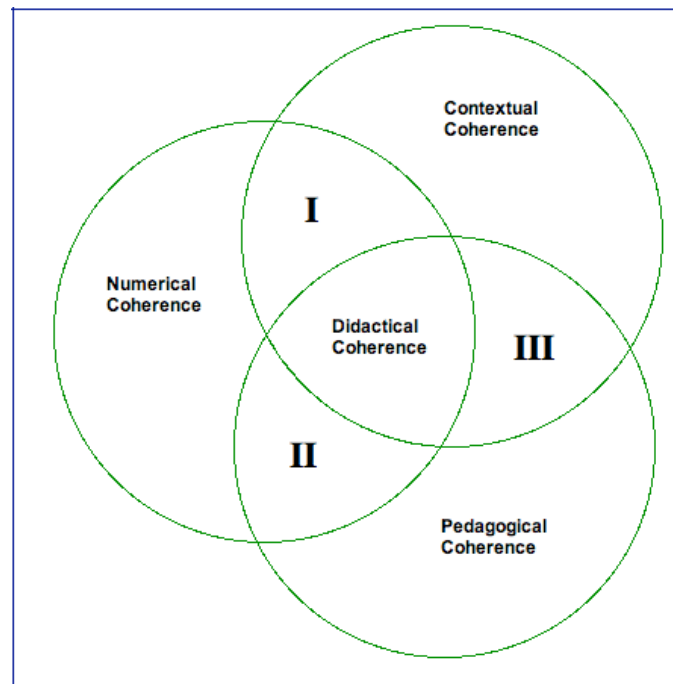 Contextual
Coherence
I
Numerical
Coherence
Didactical
Coherence
III
II
Pedagogical
Coherence